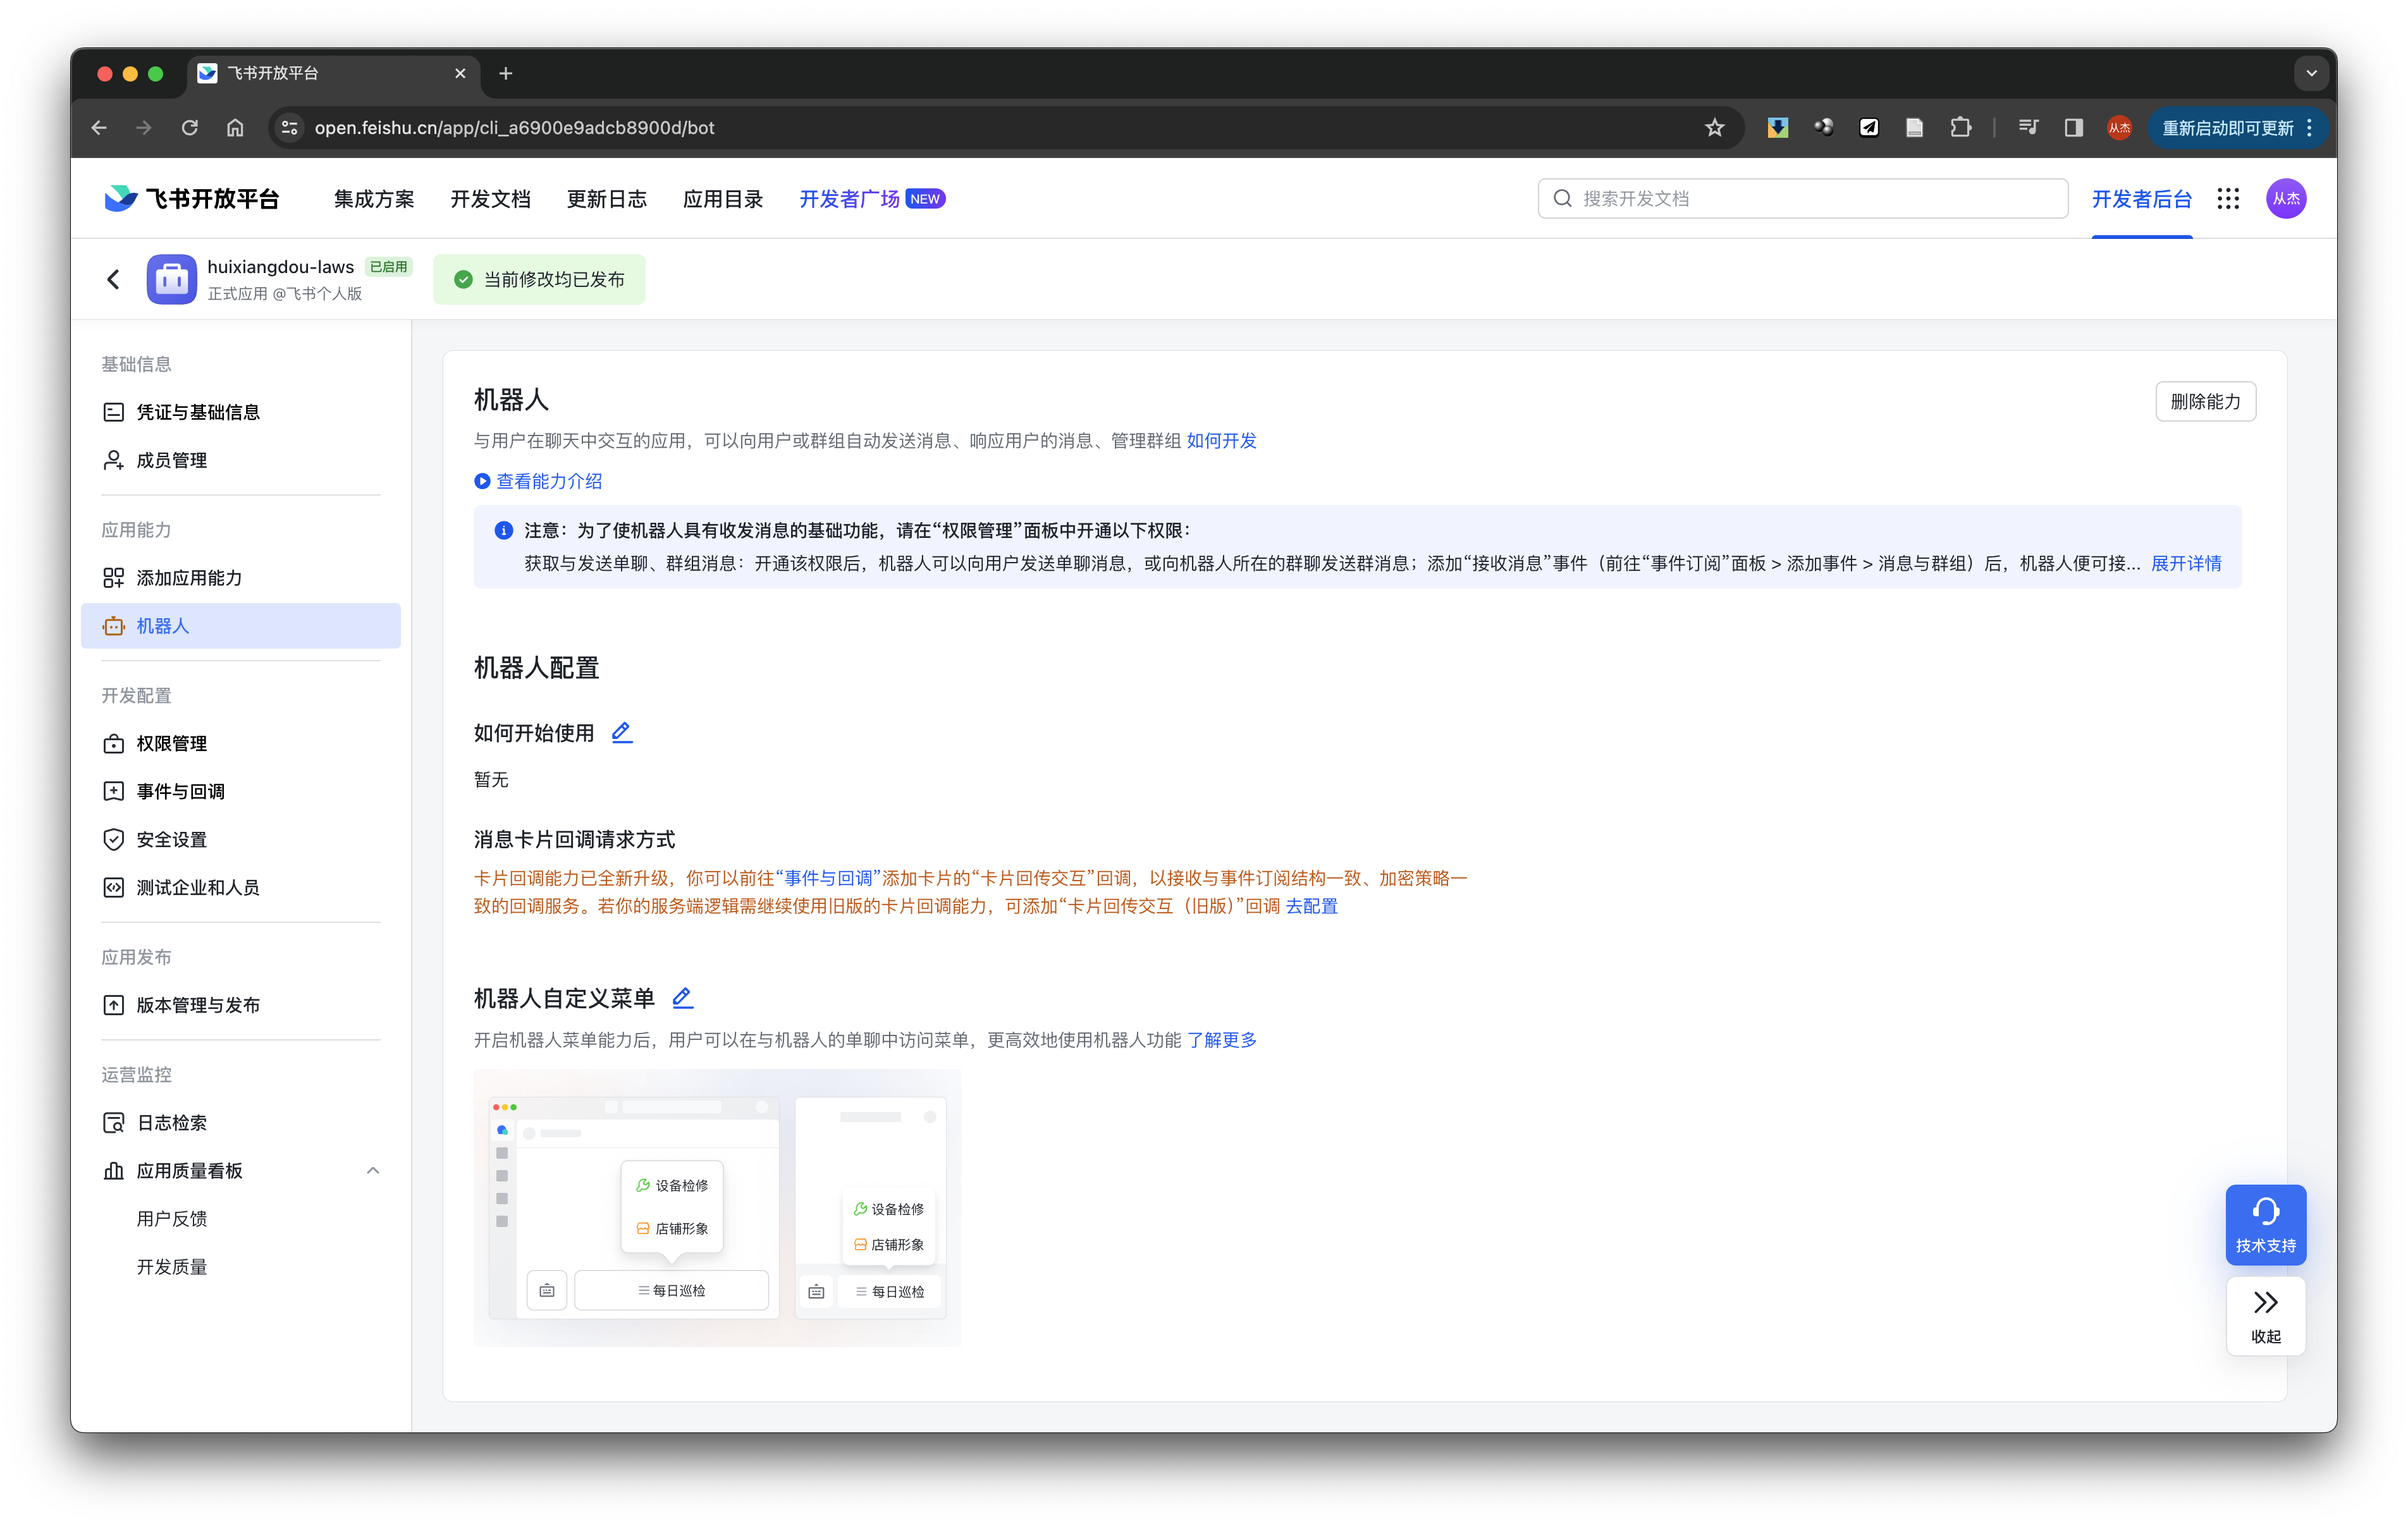 飞书开放平台
open.feishu.cn/app/cli_a6900e9adcb8900d/bot
从杰
重新启动即可更新
飞书开放平台
集成方案
开发文档
更新日志
应用目录
开发者广场 NEW
搜索开发文档
开发者后台
从杰
huixiangdou-laws 已启用
正式应用 @飞书个人版
当前修改均已发布
基础信息
凭证与基础信息
成员管理
应用能力
添加应用能力
机器人
开发配置
权限管理
事件与回调
安全设置
测试企业和人员
应用发布
版本管理与发布
运营监控
日志检索
应用质量看板
用户反馈
开发质量
机器人
删除能力
与用户在聊天中交互的应用，可以向用户或群组自动发送消息、响应用户的消息、管理群组 如何开发
查看能力介绍
注意：为了使机器人具有收发消息的基础功能，请在“权限管理”面板中开通以下权限：
获取与发送单聊、群组消息：开通该权限后，机器人可以向用户发送单聊消息，或向机器人所在的群聊发送群消息；添加“接收消息”事件（前往“事件订阅”面板 > 添加事件 > 消息与群组）后，机器人便可接... 展开详情
机器人配置
如何开始使用
暂无
消息卡片回调请求方式
卡片回调能力已全新升级，你可以前往“事件与回调”添加卡片的“卡片回传交互”回调，以接收与事件订阅结构一致、加密策略一
致的回调服务。若你的服务端逻辑需继续使用旧版的卡片回调能力，可添加“卡片回传交互（旧版）”回调 去配置
机器人自定义菜单
开启机器人菜单能力后，用户可以在与机器人的单聊中访问菜单，更高效地使用机器人功能 了解更多
设备检修
店铺形象
每日巡检
设备检修
店铺形象
每日巡检
技术支持
收起